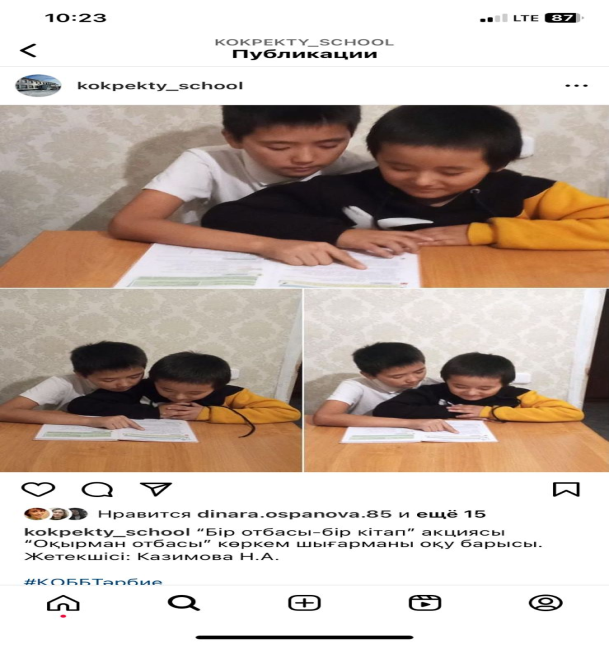 10:23
LTE 87
KOKPEKTY_SCHOOL
Публикации
kokpekty_school
Нравится dinara.ospanova.85 и ещё 15
kokpekty_school “Бір отбасы-бір кітап” акциясы
“Оқырман отбасы” көркем шығарманы оқу барысы.
Жетекшісі: Казимова Н.А.
#ҚОББТәрбие